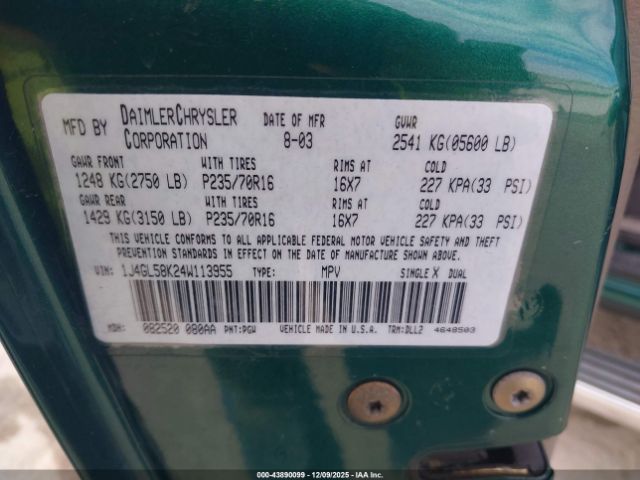 MFD BY DAIMLERCHRYSLER CORPORATION DATE OF MFR 8-03 GVWR 2541 KG(05600 LB)
GAWR FRONT WITH TIRES RIMS AT COLD
1248 KG(2750 LB) P235/70R16 16X7 227 KPA(33 PSI)
GAWR REAR WITH TIRES RIMS AT COLD
1429 KG(3150 LB) P235/70R16 16X7 227 KPA(33 PSI)
THIS VEHICLE CONFORMS TO ALL APPLICABLE FEDERAL MOTOR VEHICLE SAFETY AND THEFT
PREVENTION STANDARDS IN EFFECT ON THE DATE OF MANUFACTURE SHOWN ABOVE.
VIN: 1J4GL58K24W113955 TYPE: MPV SINGLE X DUAL
MDH: 082520 080AA PNT:PGW VEHICLE MADE IN U.S.A. TRM:DLL2 4648503
000-43890099 - 12/09/2025 - IAA Inc.